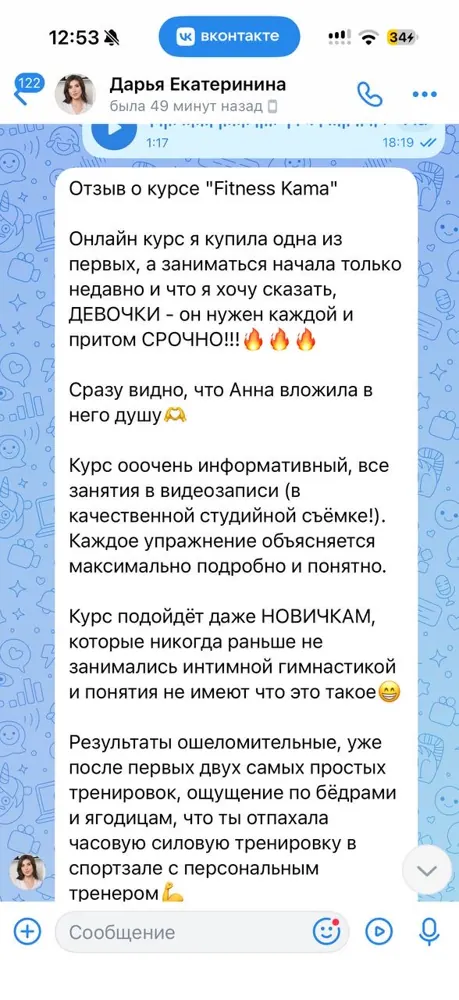 12:53
вконтакте
34
122
Дарья Екатеринина
была 49 минут назад
1:17
18:19
Отзыв о курсе "Fitness Kama"
Онлайн курс я купила одна из
первых, а заниматься начала только
недавно и что я хочу сказать,
ДЕВОЧКИ - он нужен каждой и
притом СРОЧНО!!!🔥🔥🔥
Сразу видно, что Анна вложила в
него душу🫶
Курс ооочень информативный, все
занятия в видеозаписи (в
качественной студийной съёмке!).
Каждое упражнение объясняется
максимально подробно и понятно.
Курс подойдёт даже НОВИЧКАМ,
которые никогда раньше не
занимались интимной гимнастикой
и понятия не имеют что это такое😁
Результаты ошеломительные, уже
после первых двух самых простых
тренировок, ощущение по бёдрами
и ягодицам, что ты отпахала
часовую силовую тренировку в
спортзале с персональным
тренером💪
Сообщение